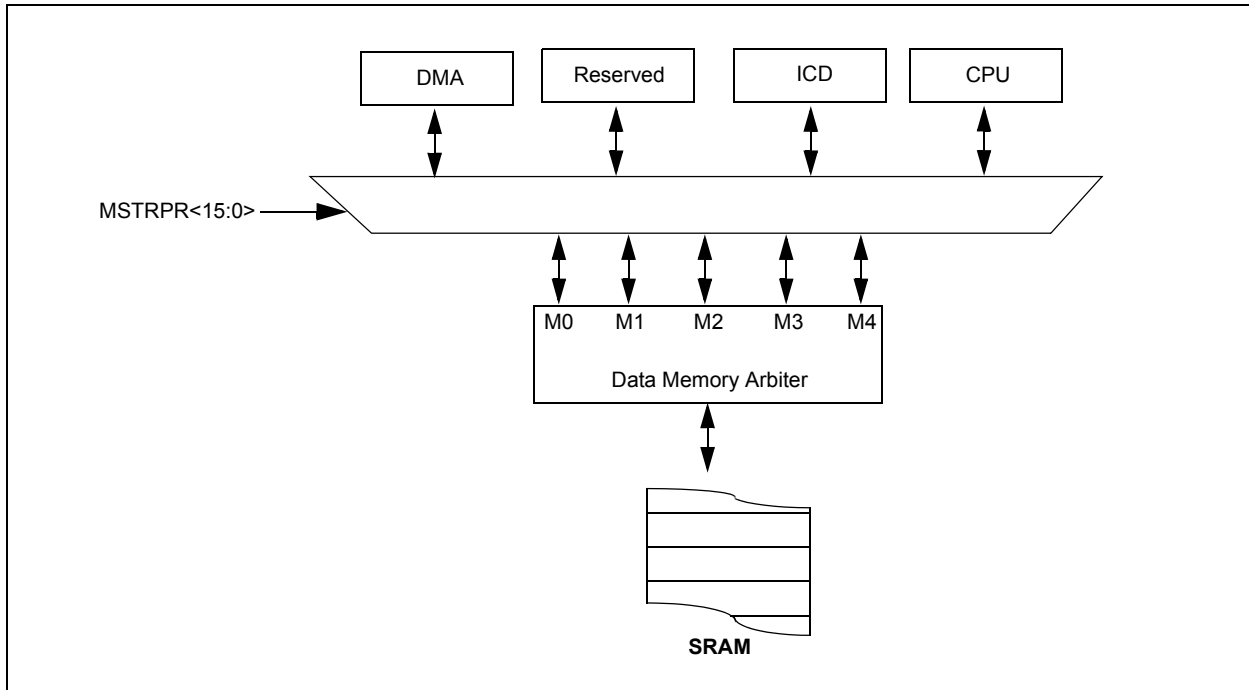 DMA
Reserved
ICD
CPU
MSTRPR<15:0>
M0
M1
M2
M3
M4
Data Memory Arbiter
SRAM